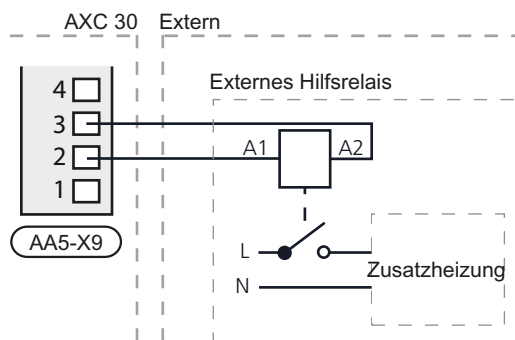 AXC 30 Extern
Externes Hilfsrelais
4
3
2
1
A1 A2
AA5-X9
L
N
Zusatzheizung